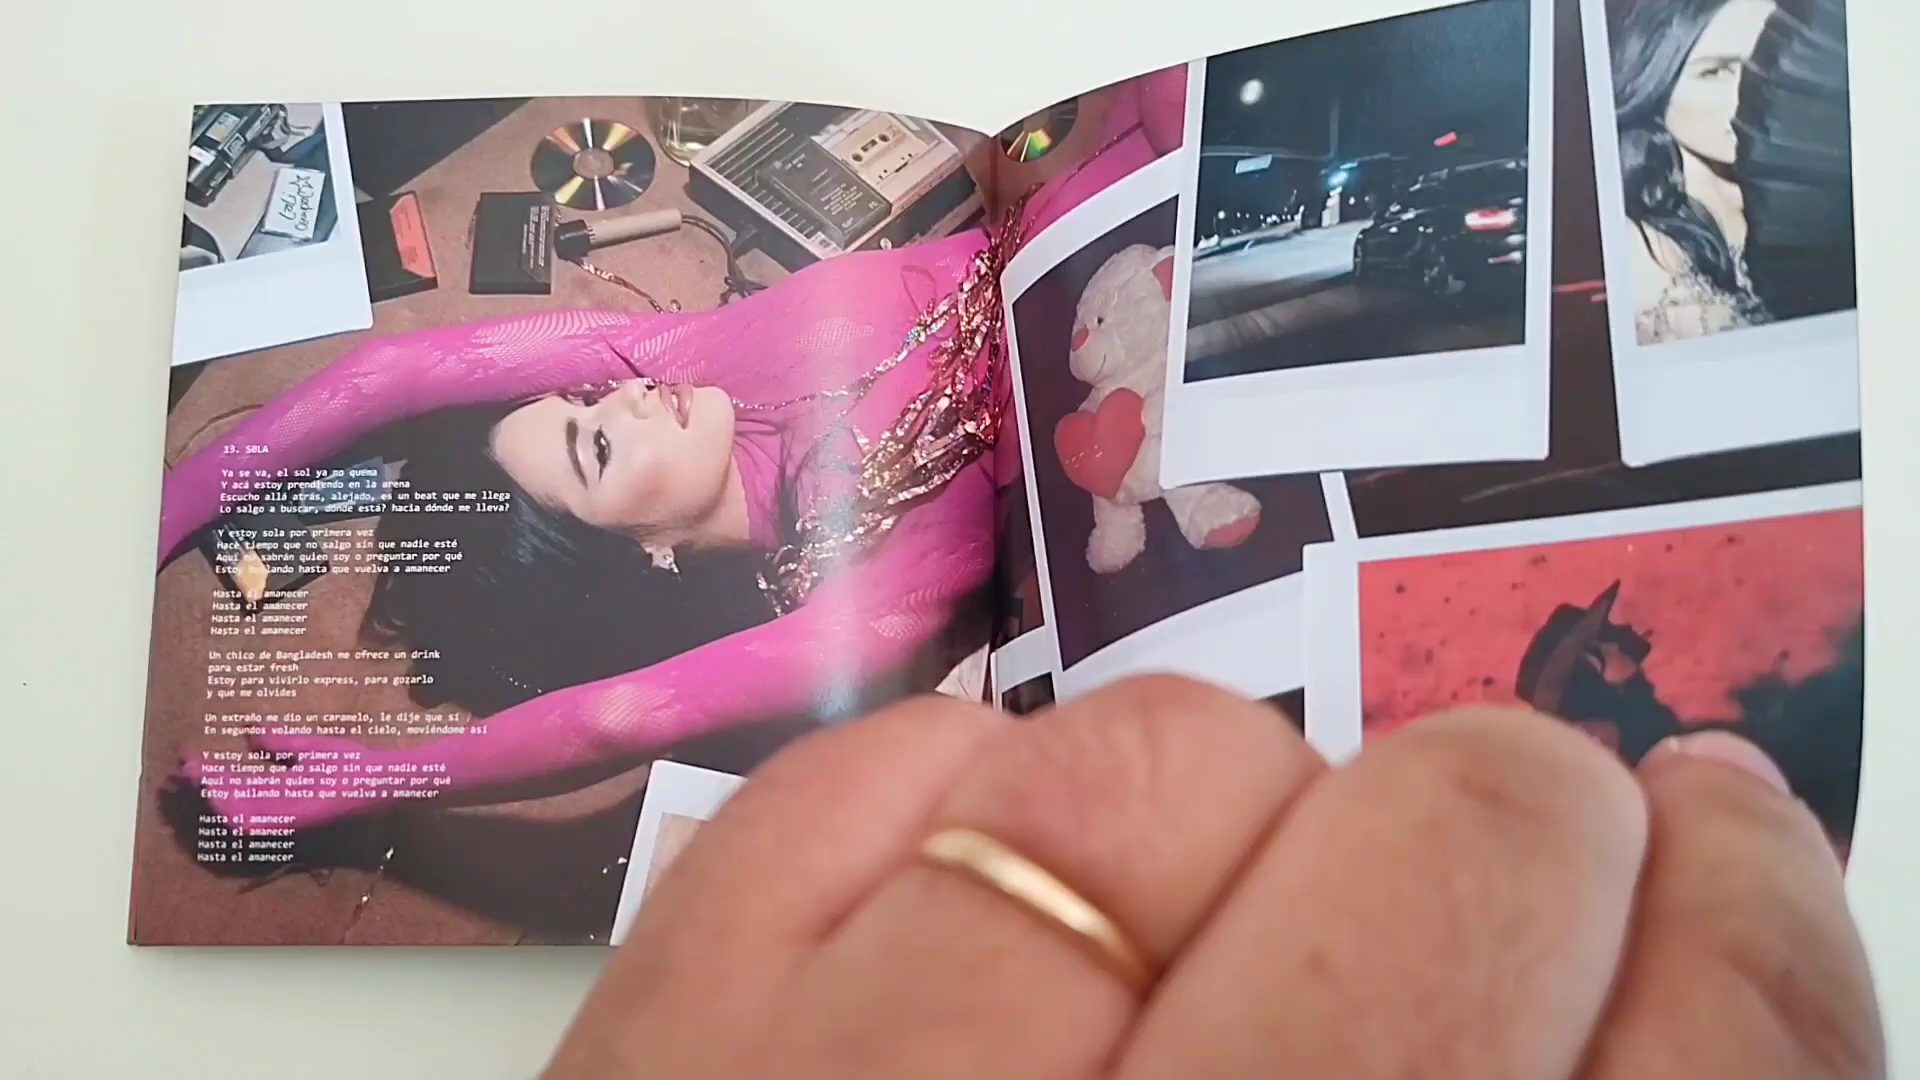 13. SBLA
Ya se va, el sol ya no quema
Y acá estoy prendiendo en la arena
Escucho allá atrás, alejado, es un beat que me llega
Lo salgo a buscar, dónde está? hacia dónde me lleva?
Y estoy sola por primera vez
Hace tiempo que no salgo sin que nadie esté
Aquí no sabrán quien soy o preguntar por qué
Estoy bailando hasta que vuelva a amanecer
Hasta el amanecer
Hasta el amanecer
Hasta el amanecer
Hasta el amanecer
Un chico de Bangladesh me ofrece un drink
para estar fresh
Estoy para vivirlo express, para gozarlo
y que me olvides
Un extraño me dio un caramelo, le dije que sí
En segundos volando hasta el cielo, moviéndome así
Y estoy sola por primera vez
Hace tiempo que no salgo sin que nadie esté
Aquí no sabrán quien soy o preguntar por qué
Estoy bailando hasta que vuelva a amanecer
Hasta el amanecer
Hasta el amanecer
Hasta el amanecer
Hasta el amanecer